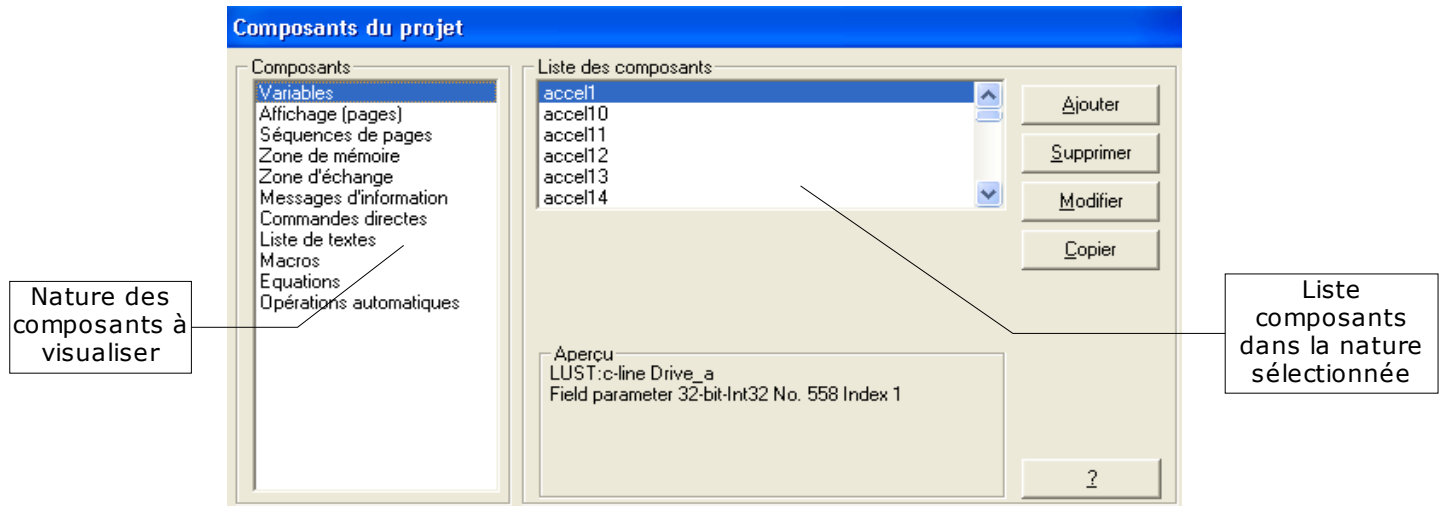 Composants du projet
Composants
Variables
Affichage (pages)
Séquences de pages
Zone de mémoire
Zone d'échange
Messages d'information
Commandes directes
Liste de textes
Macros
Equations
Opérations automatiques
Liste des composants
accel1
accel10
accel11
accel12
accel13
accel14
Ajouter
Supprimer
Modifier
Copier
Aperçu
LUST:c-line Drive_a
Field parameter 32-bit-Int32 No. 558 Index 1
?
Nature des
composants à
visualiser
Liste
composants
dans la nature
sélectionnée